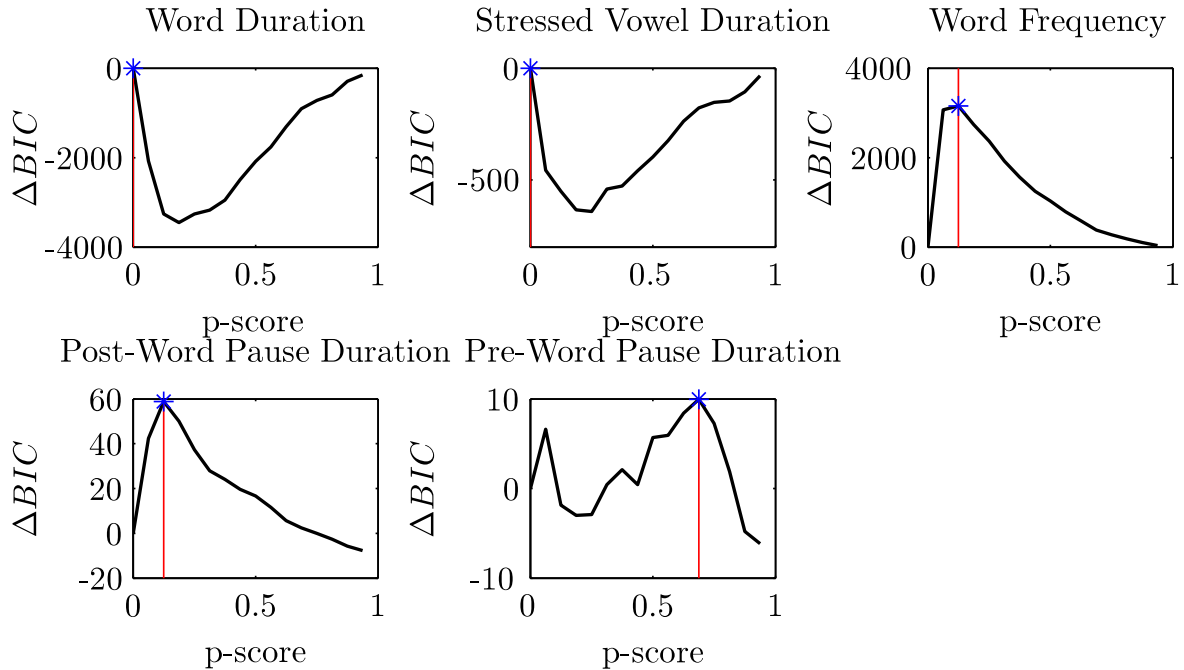 Word Duration
0
-2000
-4000
ΔBIC
0
0.5
1
p-score
Stressed Vowel Duration
0
-500
ΔBIC
0
0.5
1
p-score
Word Frequency
4000
2000
0
ΔBIC
0
0.5
1
p-score
Post-Word Pause Duration
60
40
20
0
-20
ΔBIC
0
0.5
1
p-score
Pre-Word Pause Duration
10
0
-10
ΔBIC
0
0.5
1
p-score